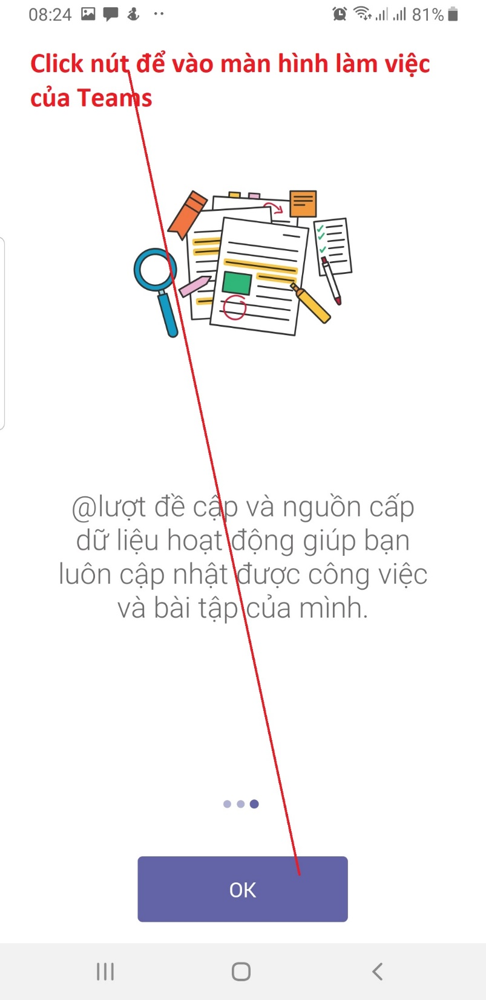 08:24
81%
Click nút để vào màn hình làm việc
của Teams
@lượt đề cập và nguồn cấp
dữ liệu hoạt động giúp bạn
luôn cập nhật được công việc
và bài tập của mình.
OK